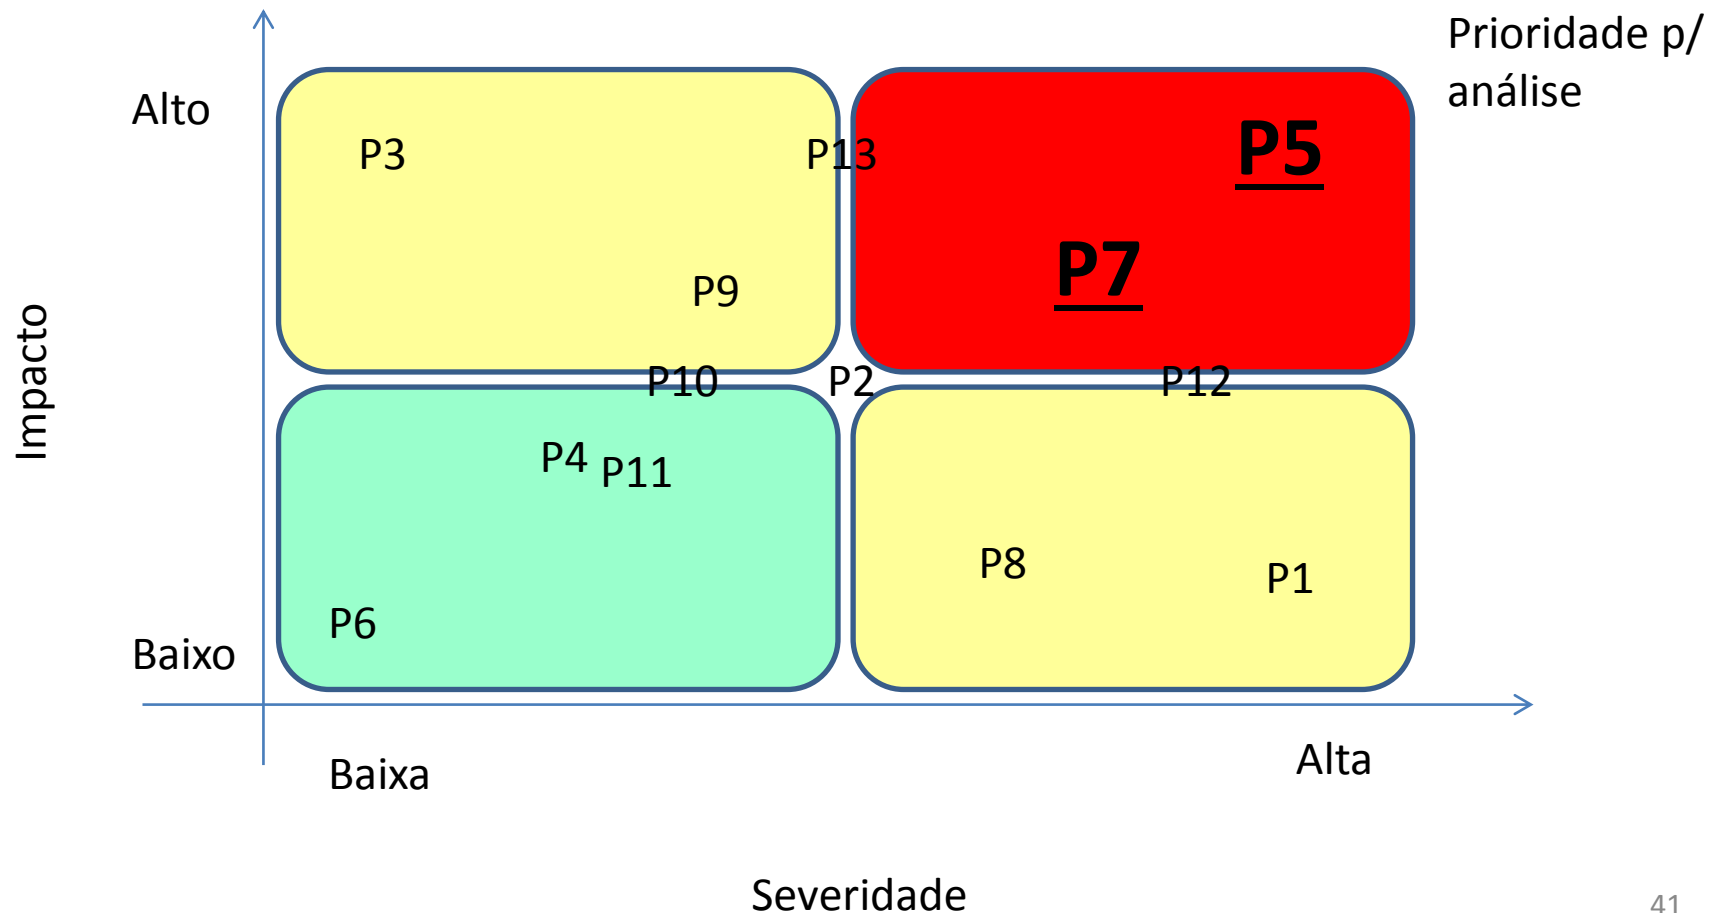 Prioridade p/
análise
Alto
P3
P13
P5
P7
P9
Impacto
P10
P2
P12
P4
P11
P8
P1
P6
Baixo
Baixa
Alta
Severidade
41